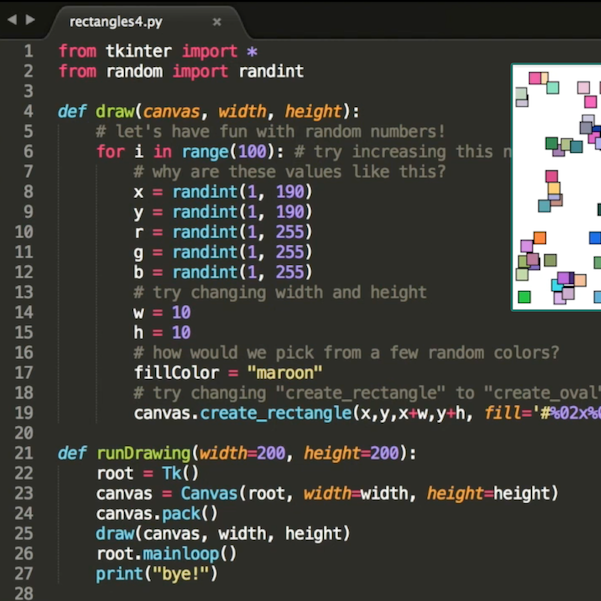 rectangles4.py
1 from tkinter import *
2 from random import randint
3
4 def draw(canvas, width, height):
5     # let's have fun with random numbers!
6     for i in range(100): # try increasing this
7         # why are these values like this?
8         x = randint(1, 190)
9         y = randint(1, 190)
10         r = randint(1, 255)
11         g = randint(1, 255)
12         b = randint(1, 255)
13         # try changing width and height
14         w = 10
15         h = 10
16         # how would we pick from a few random colors?
17         fillColor = "maroon"
18         # try changing "create_rectangle" to "create_oval"
19         canvas.create_rectangle(x,y,x+w,y+h, fill='#%02x%
20
21 def runDrawing(width=200, height=200):
22     root = Tk()
23     canvas = Canvas(root, width=width, height=height)
24     canvas.pack()
25     draw(canvas, width, height)
26     root.mainloop()
27     print("bye!")
28